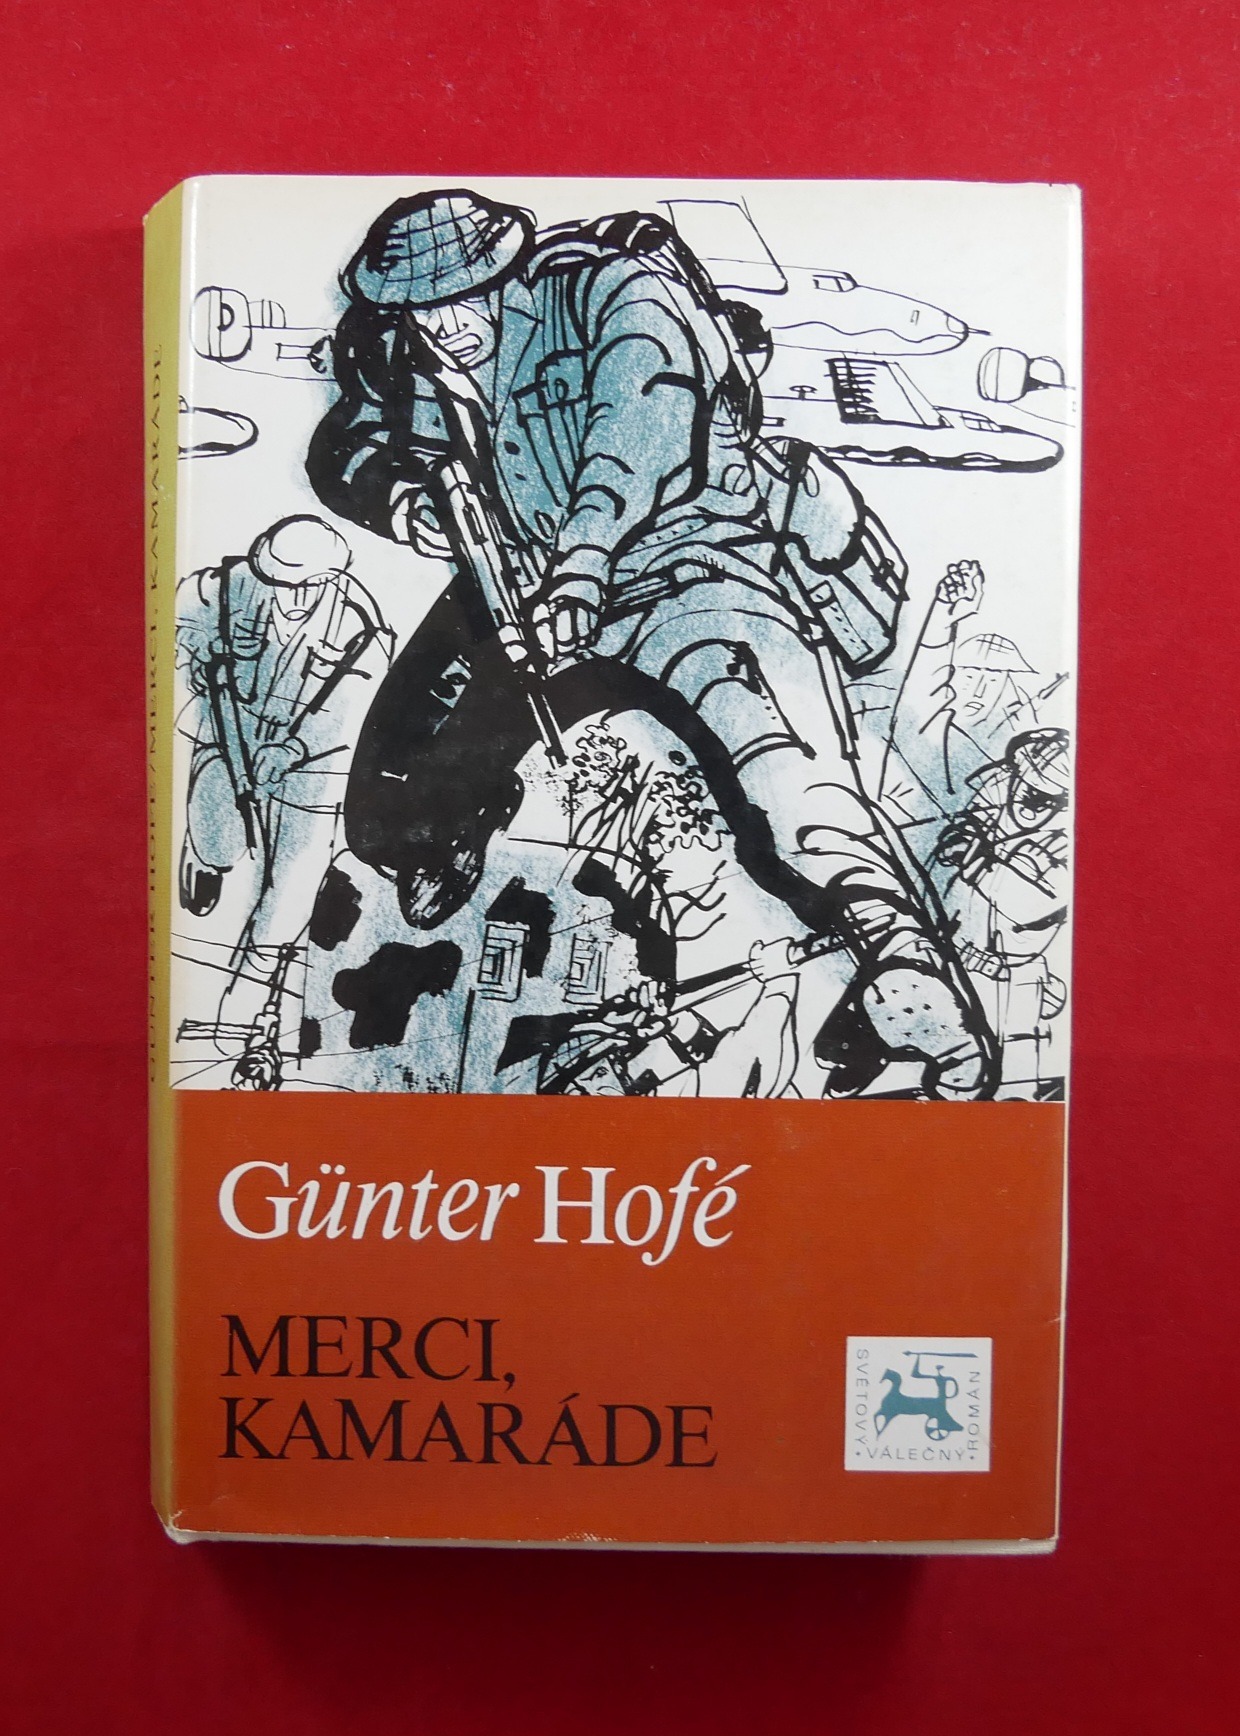 Günter Hofé
MERCI,
KAMARÁDE
SVĚTOVÝ
• VÁLEČNÝ •
ROMÁN
GÜNTER HOFÉ / MERCI, KAMARÁDE